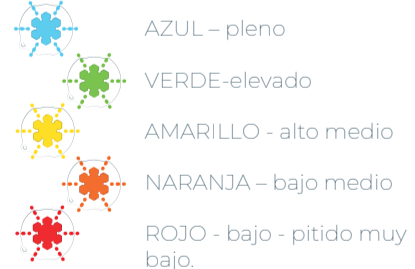 AZUL – pleno
VERDE-elevado
AMARILLO - alto medio
NARANJA – bajo medio
ROJO - bajo - pitido muy
bajo.